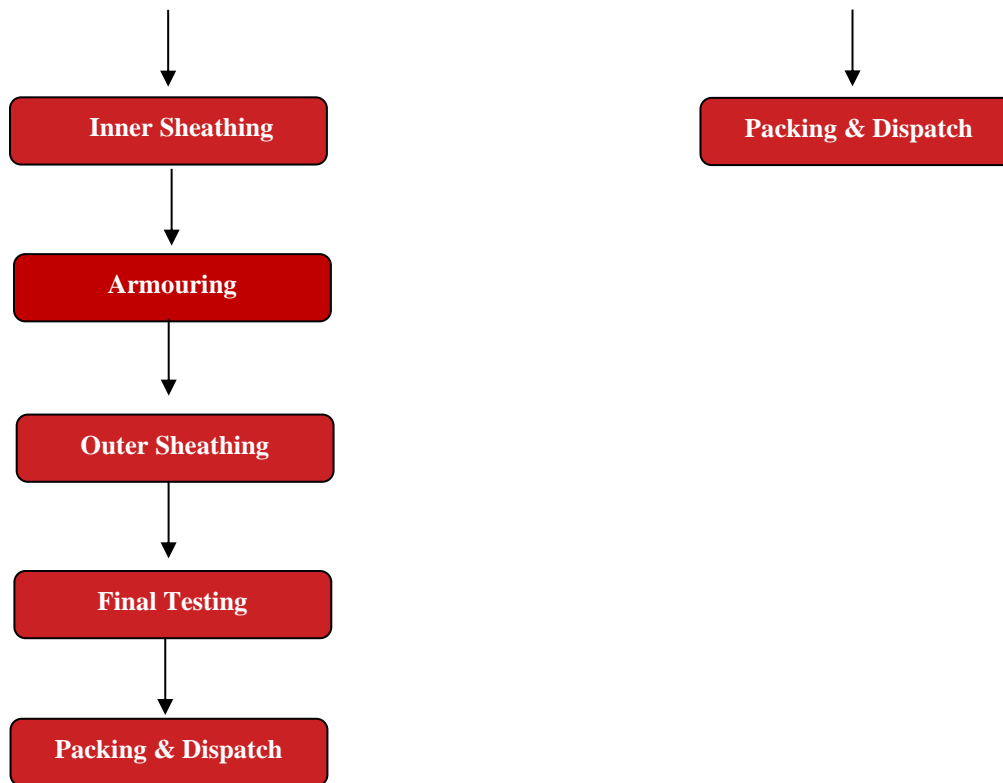 Inner Sheathing
Packing & Dispatch
Armouring
Outer Sheathing
Final Testing
Packing & Dispatch